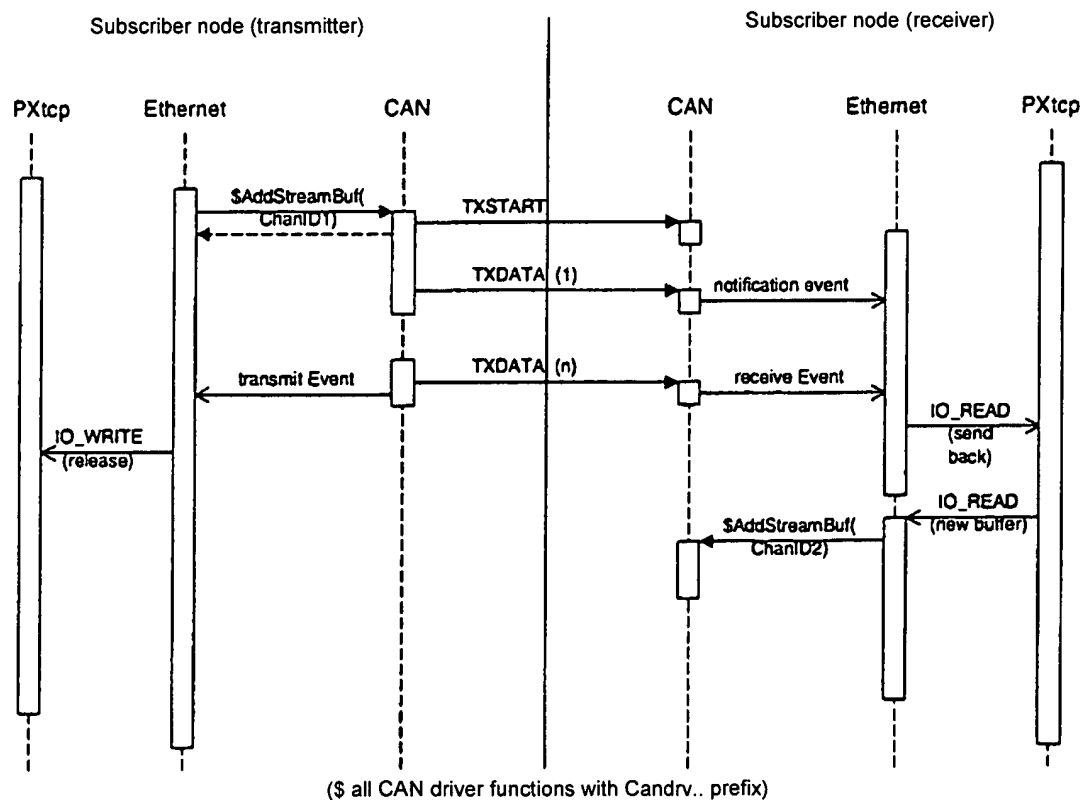 Subscriber node (transmitter)
Subscriber node (receiver)
PXtcp
Ethernet
CAN
CAN
Ethernet
PXtcp
$AddStreamBuf(
ChanID1)
TXSTART
TXDATA (1)
notification event
transmit Event
TXDATA (n)
receive Event
IO_WRITE
(release)
IO_READ
(send
back)
IO_READ
(new buffer)
$AddStreamBuf(
ChanID2)
($ all CAN driver functions with Candrv.. prefix)